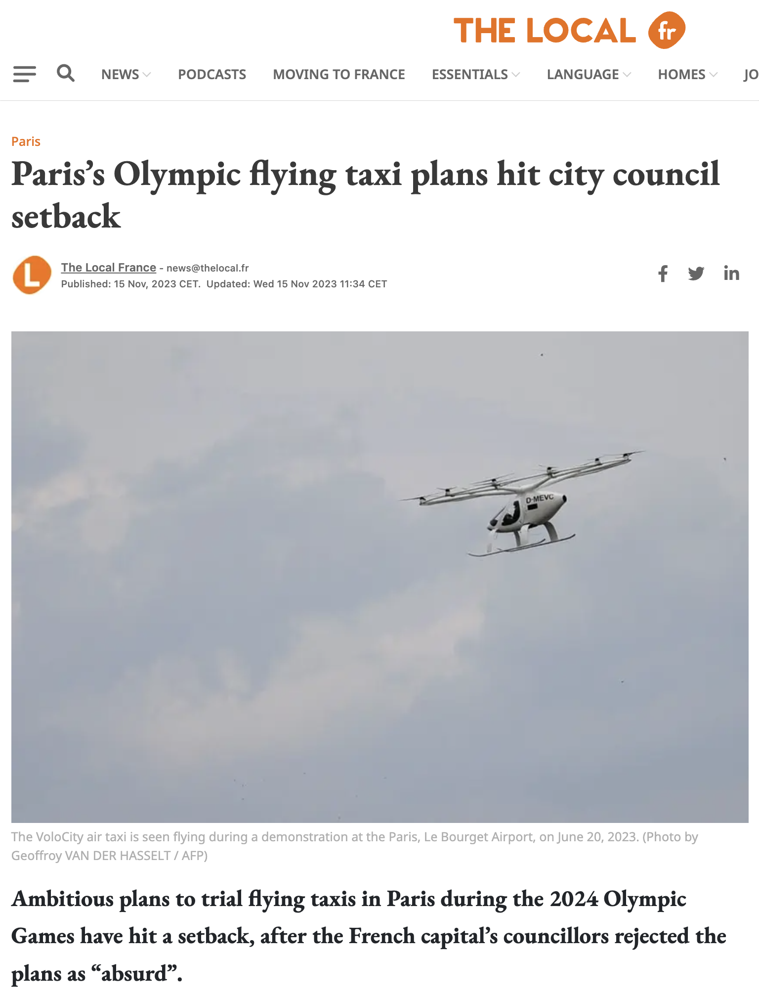 THE LOCAL fr
NEWS PODCASTS MOVING TO FRANCE ESSENTIALS LANGUAGE HOMES JO
Paris
Paris’s Olympic flying taxi plans hit city council
setback
L
The Local France - news@thelocal.fr
Published: 15 Nov, 2023 CET. Updated: Wed 15 Nov 2023 11:34 CET
f in
D-MEVC
The VoloCity air taxi is seen flying during a demonstration at the Paris, Le Bourget Airport, on June 20, 2023. (Photo by
Geoffroy VAN DER HASSELT / AFP)
Ambitious plans to trial flying taxis in Paris during the 2024 Olympic
Games have hit a setback, after the French capital’s councillors rejected the
plans as “absurd”.